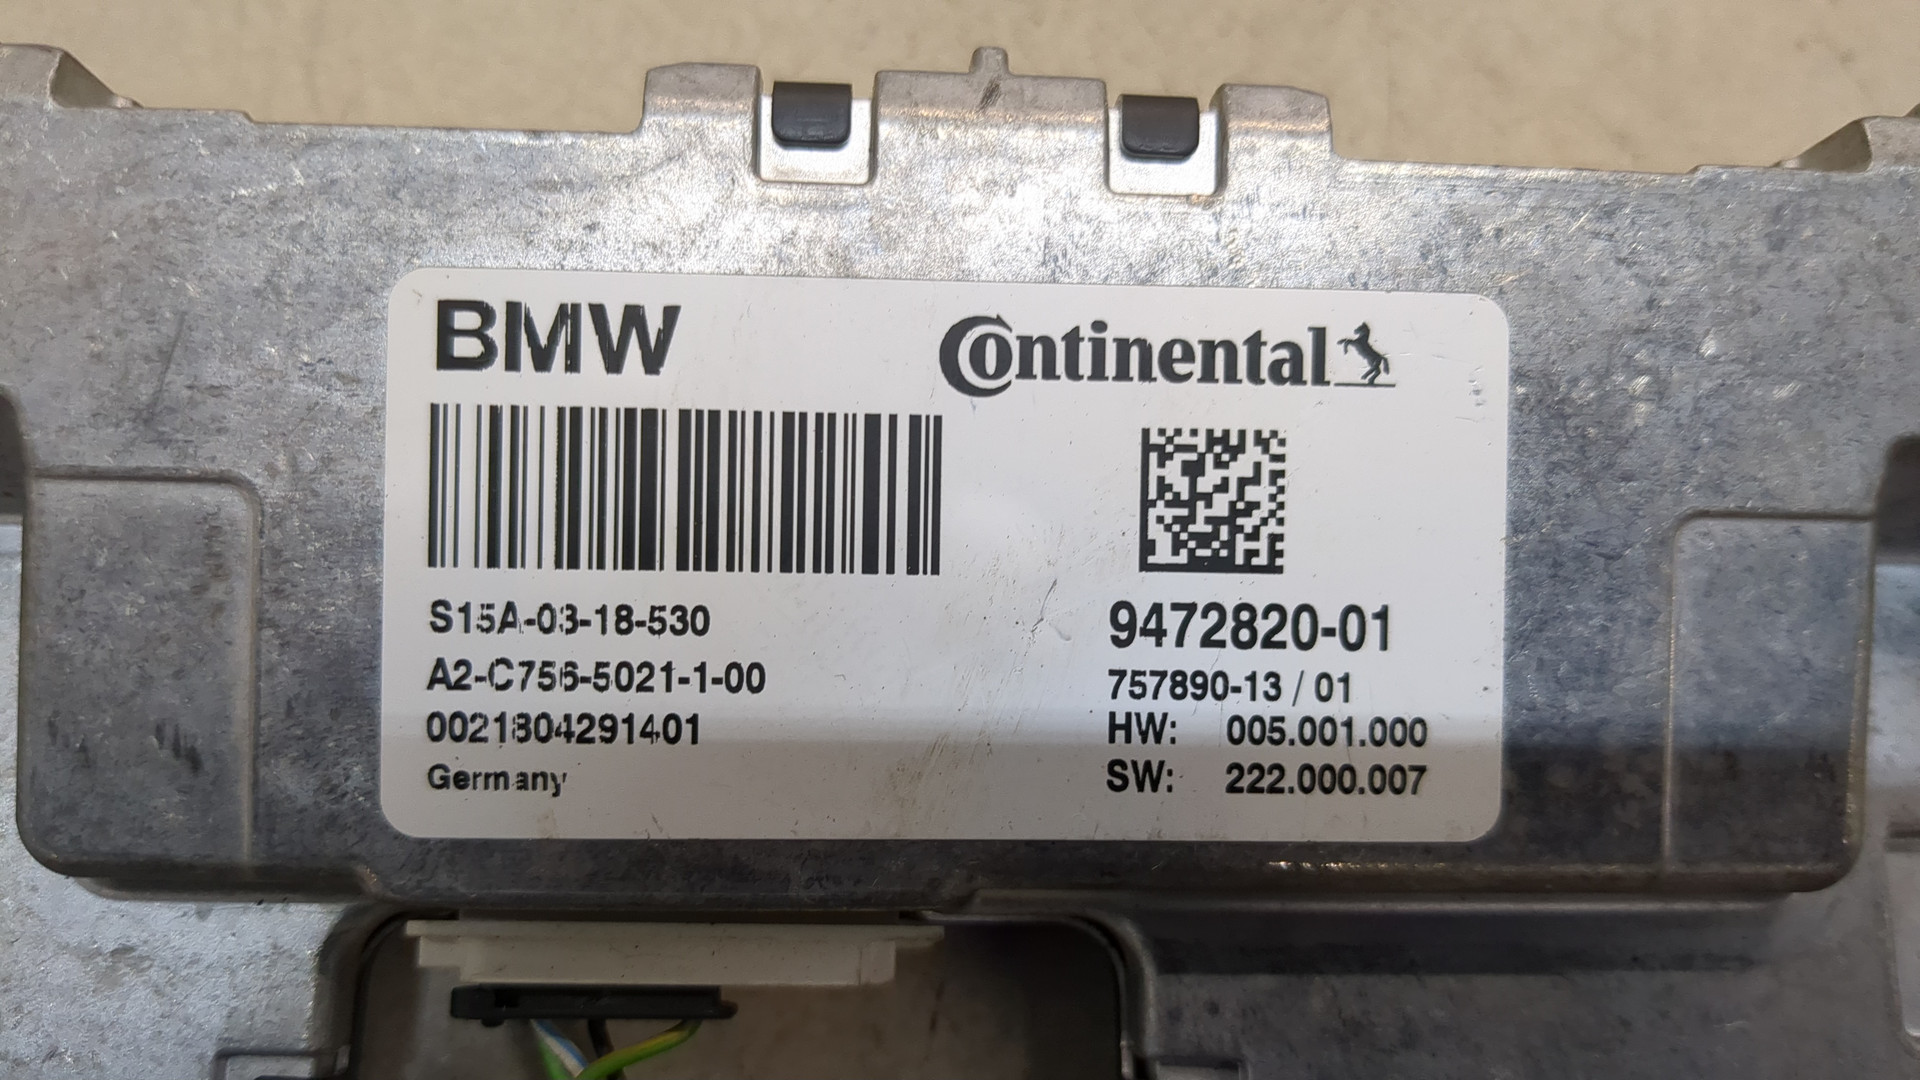 BMW
Continental
S15A-03-18-530
A2-C756-5021-1-00
0021804291401
Germany
9472820-01
757890-13 / 01
HW: 005.001.000
SW: 222.000.007